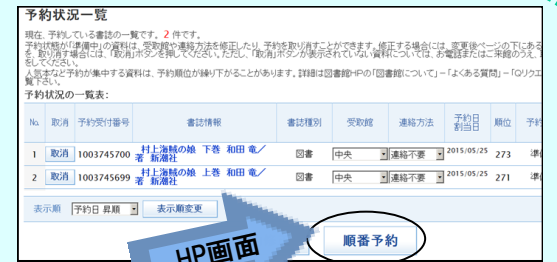 予約状況一覧
現在、予約している書誌の一覧です。2 件です。
予約状態が「準備中」の資料は、受取館や連絡方法を修正したり、予約を取り消すことができます。修正する場合には、変更後ページの下にある
を、取り消す場合には、「取消」ボタンを押してください。ただし、「取消」ボタンが表示されていない資料については、お電話またはご来館のうえ、
をしてください。
人気本など予約が集中する資料は、予約順位が繰り下がることがあります。詳細は図書館HPの「図書館について」-「よくある質問」-「Qリクエ
覧下さい。
予約状況の一覧表:
No. 取消 予約受付番号 書誌情報 書誌種別 受取館 連絡方法 予約日 割当日 順位 予約
1 取消 1003745700 村上海賊の娘 下巻 和田 竜/著 新潮社 図書 中央 連絡不要 2015/05/25 273 準
2 取消 1003745699 村上海賊の娘 上巻 和田 竜/著 新潮社 図書 中央 連絡不要 2015/05/25 271 準
表示順 予約日 昇順 表示順変更
順番予約
HP画面